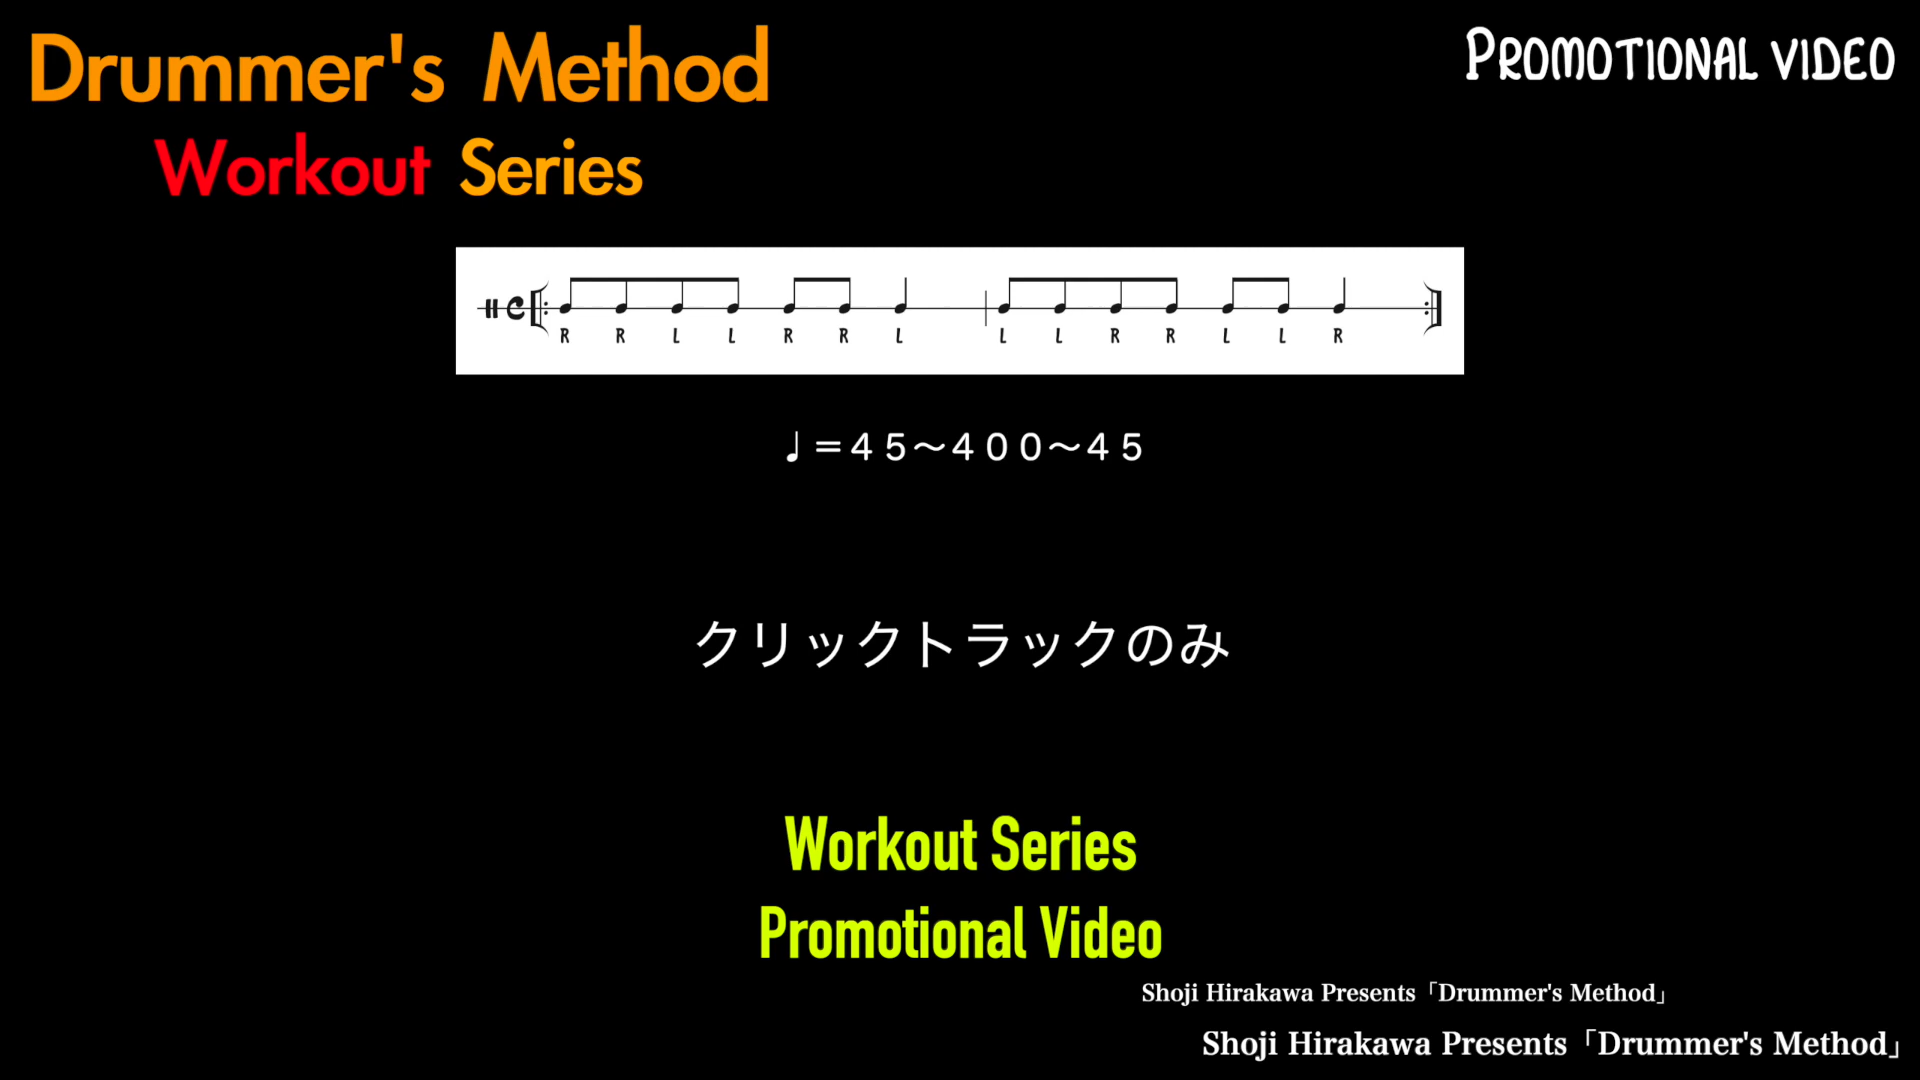 Drummer's Method
PROMOTIONAL VIDEO
Workout Series
R R L L R R L L L R R L L R
♩＝４５〜４００〜４５
クリックトラックのみ
Workout Series
Promotional Video
Shoji Hirakawa Presents「Drummer's Method」
Shoji Hirakawa Presents「Drummer's Method」